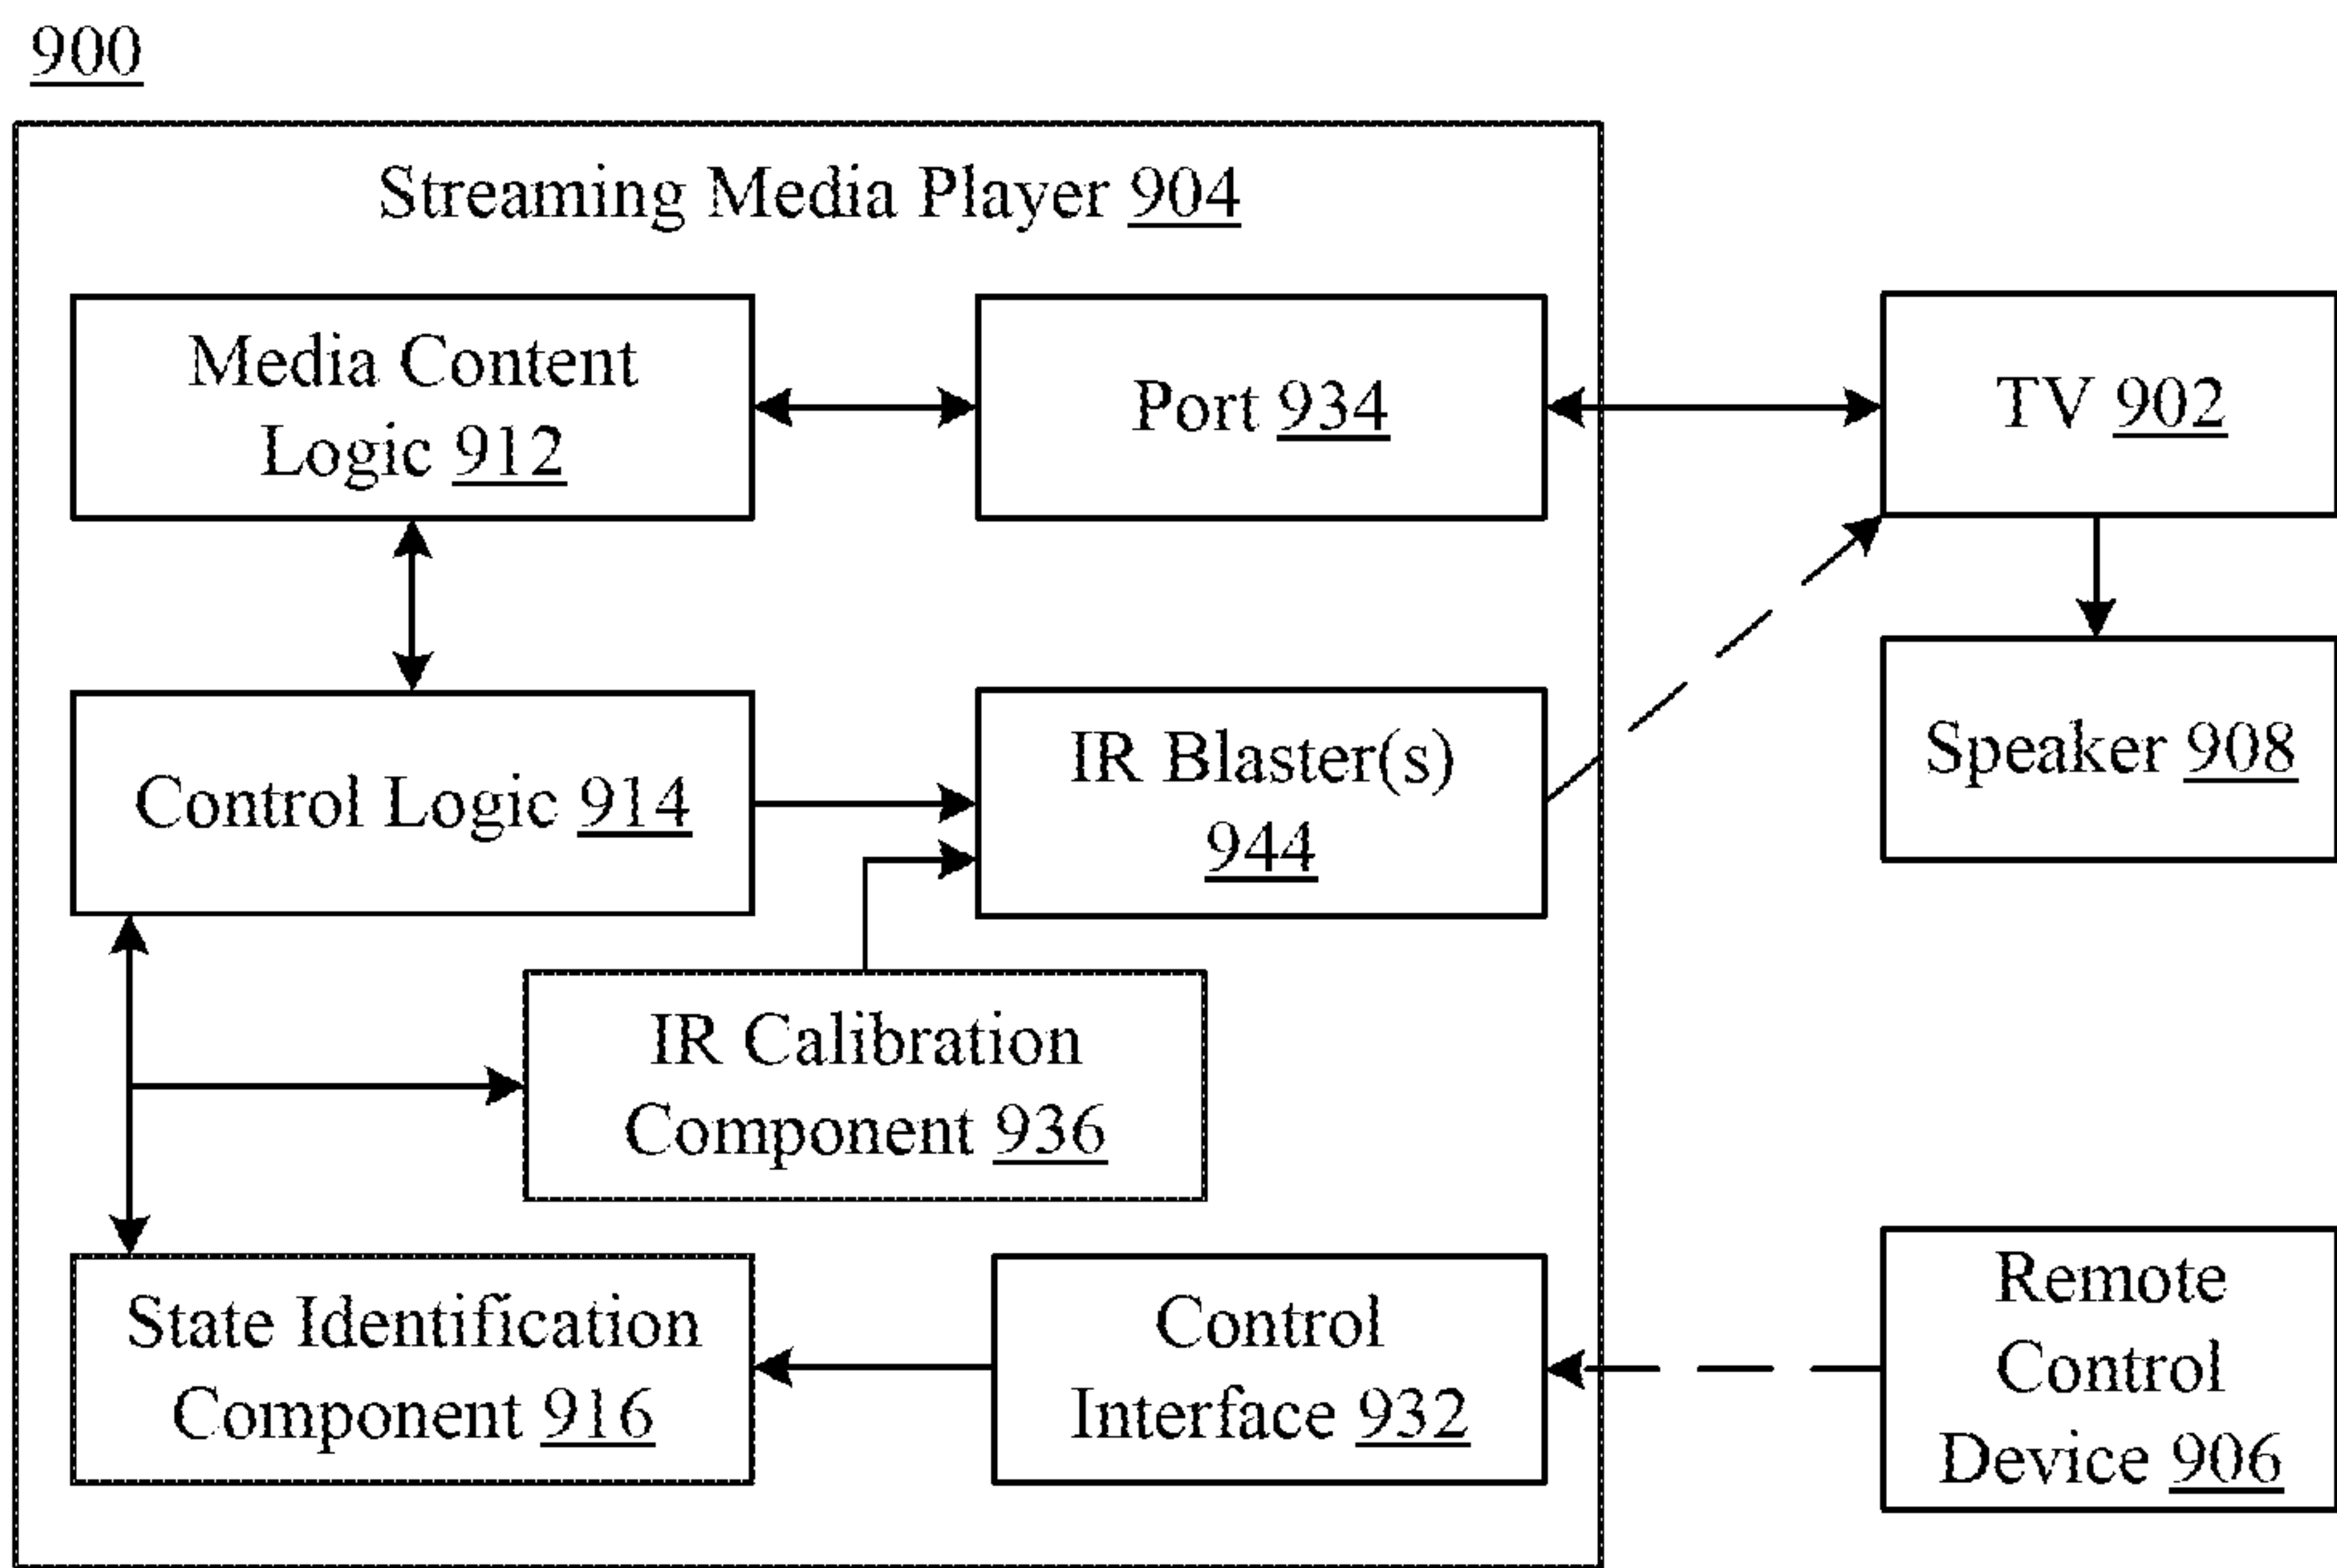 900
Streaming Media Player 904
Media Content
Logic 912
Port 934
TV 902
Control Logic 914
IR Blaster(s)
944
Speaker 908
IR Calibration
Component 936
State Identification
Component 916
Control
Interface 932
Remote
Control
Device 906